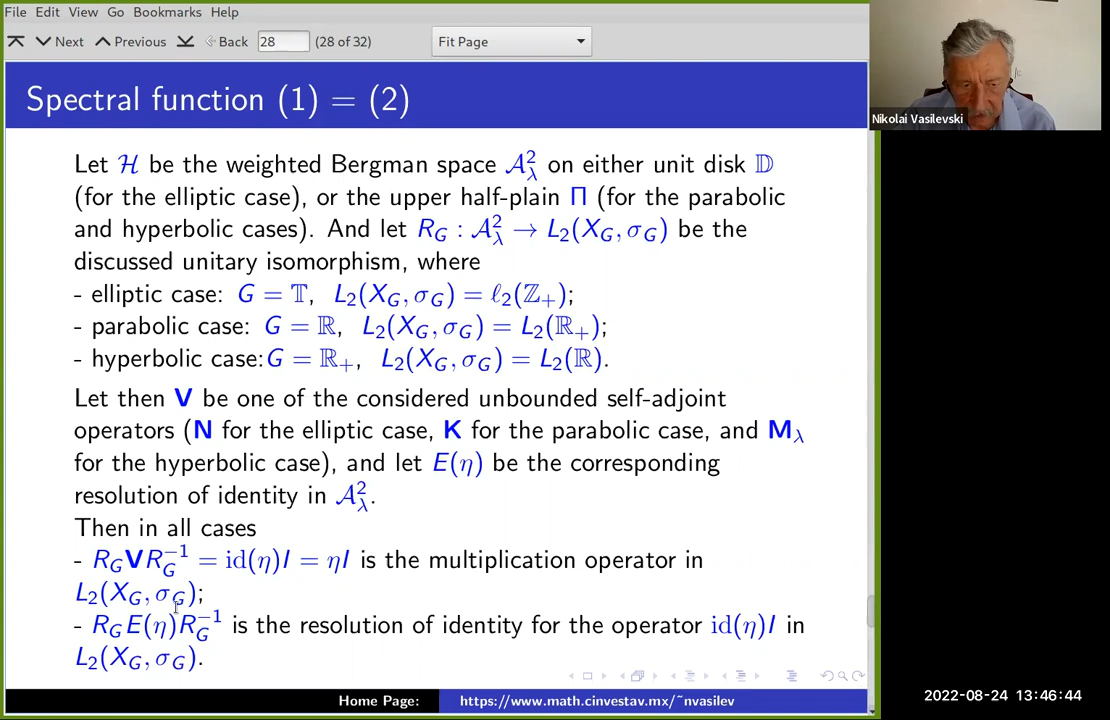 File Edit View Go Bookmarks Help
Next Previous Back 28 (28 of 32) Fit Page
Spectral function (1) = (2)
Let ℋ be the weighted Bergman space 𝒜²_λ on either unit disk 𝔻
(for the elliptic case), or the upper half-plain Π (for the parabolic
and hyperbolic cases). And let R_G : 𝒜²_λ → L₂(X_G, σ_G) be the
discussed unitary isomorphism, where
- elliptic case: G = 𝕋, L₂(X_G, σ_G) = ℓ₂(ℤ₊);
- parabolic case: G = ℝ, L₂(X_G, σ_G) = L₂(ℝ₊);
- hyperbolic case:G = ℝ₊, L₂(X_G, σ_G) = L₂(ℝ).
Let then V be one of the considered unbounded self-adjoint
operators (N for the elliptic case, K for the parabolic case, and M_λ
for the hyperbolic case), and let E(η) be the corresponding
resolution of identity in 𝒜²_λ.
Then in all cases
- R_G V R_G⁻¹ = id(η)I = ηI is the multiplication operator in
L₂(X_G, σ_G);
- R_G E(η)R_G⁻¹ is the resolution of identity for the operator id(η)I in
L₂(X_G, σ_G).
Home Page: https://www.math.cinvestav.mx/~nvasilev
Nikolai Vasilevski
2022-08-24 13:46:44